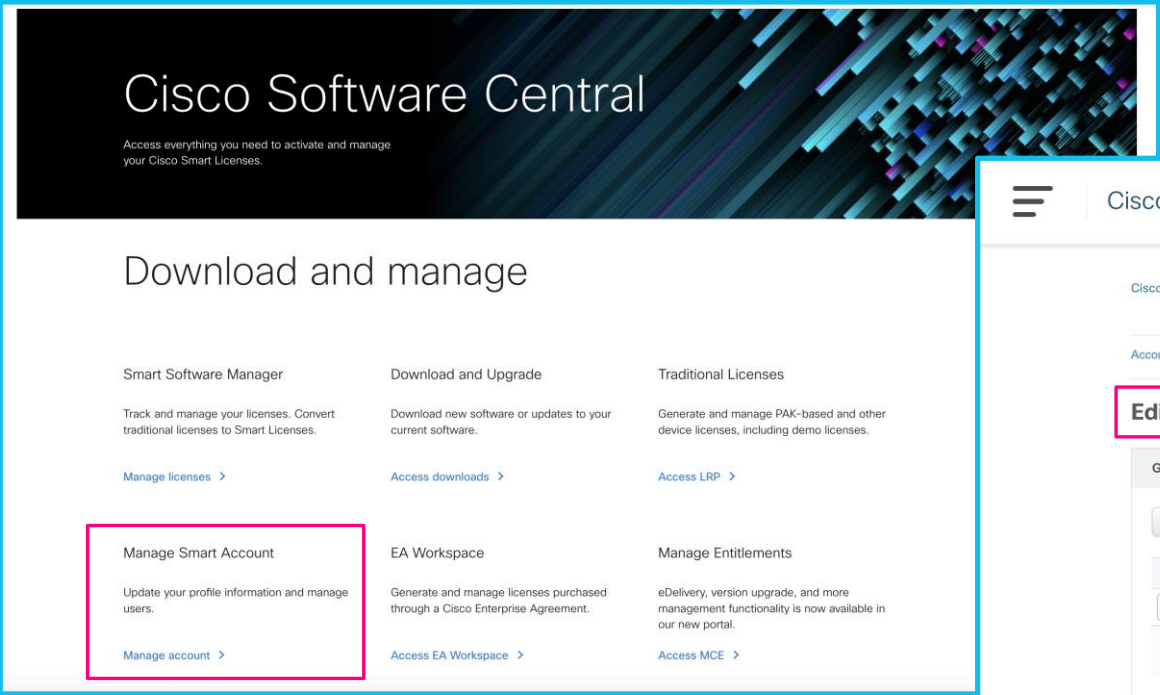 Cisco Software Central
Access everything you need to activate and manage
your Cisco Smart Licenses.
Download and manage
Smart Software Manager
Track and manage your licenses. Convert
traditional licenses to Smart Licenses.
Manage licenses >
Download and Upgrade
Download new software or updates to your
current software.
Access downloads >
Traditional Licenses
Generate and manage PAK-based and other
device licenses, including demo licenses.
Access LRP >
Manage Smart Account
Update your profile information and manage
users.
Manage account >
EA Workspace
Generate and manage licenses purchased
through a Cisco Enterprise Agreement.
Access EA Workspace >
Manage Entitlements
eDelivery, version upgrade, and more
management functionality is now available in
our new portal.
Access MCE >